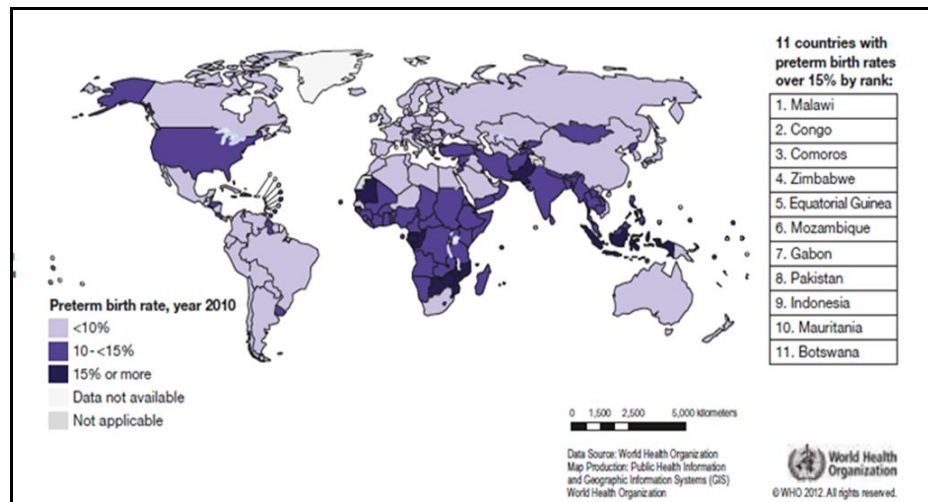 11 countries with
preterm birth rates
over 15% by rank:
1. Malawi
2. Congo
3. Comoros
4. Zimbabwe
5. Equatorial Guinea
6. Mozambique
7. Gabon
8. Pakistan
9. Indonesia
10. Mauritania
11. Botswana
Preterm birth rate, year 2010
<10%
10-<15%
15% or more
Data not available
Not applicable
0 1,500 2,500 5,000 kilometers
Data Source: World Health Organization
Map Production: Public Health Information
and Geographic Information Systems (GIS)
World Health Organization
World Health
Organization
© WHO 2012. All rights reserved.